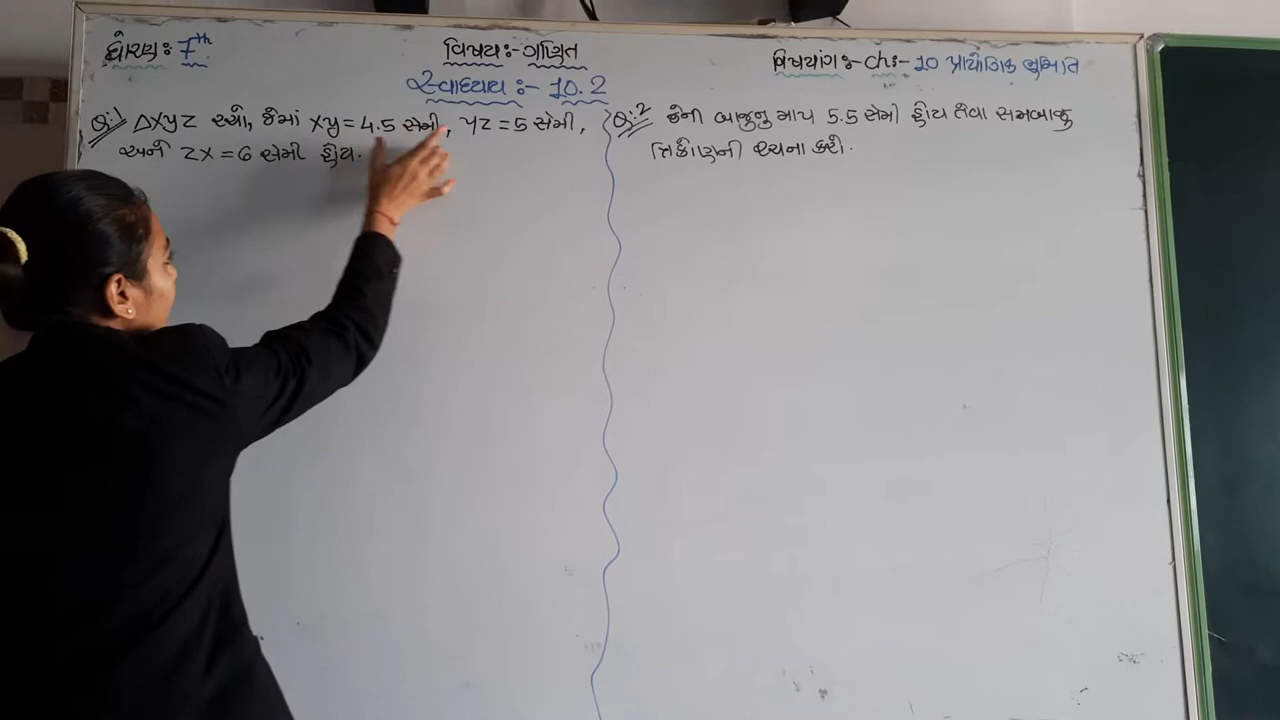 ધોરણ: 7th
વિષય:- ગણિત
વિષયાંગ:- ch:- 10 પ્રાયોગિક ભૂમિતિ
સ્વાધ્યાય:- 10.2
Q:1 ΔXYZ રચો, જેમાં XY = 4.5 સેમી, YZ = 5 સેમી,
અને ZX = 6 સેમી હોય.
Q:2 જેની બાજુનુ માપ 5.5 સેમી હોય તેવા સમબાજુ
ત્રિકોણની રચના કરો.